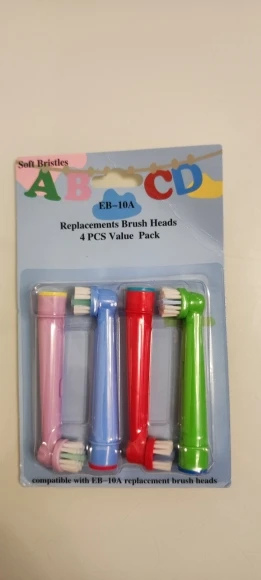 Soft Bristles
ABCD
EB-10A
Replacements Brush Heads
4 PCS Value Pack
compatible with EB-10A replacement brush heads